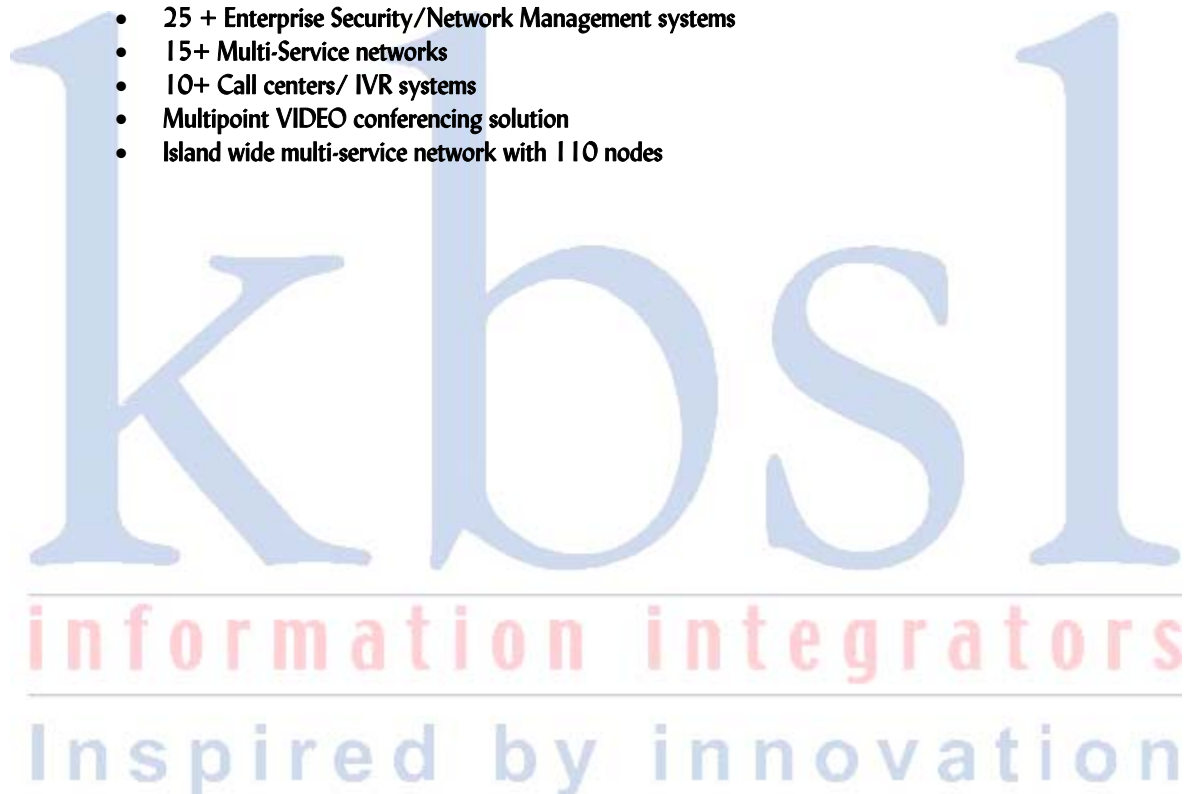 • 25 + Enterprise Security/Network Management systems
• 15+ Multi-Service networks
• 10+ Call centers/ IVR systems
• Multipoint VIDEO conferencing solution
• Island wide multi-service network with 110 nodes
kbsl
information integrators
Inspired by innovation